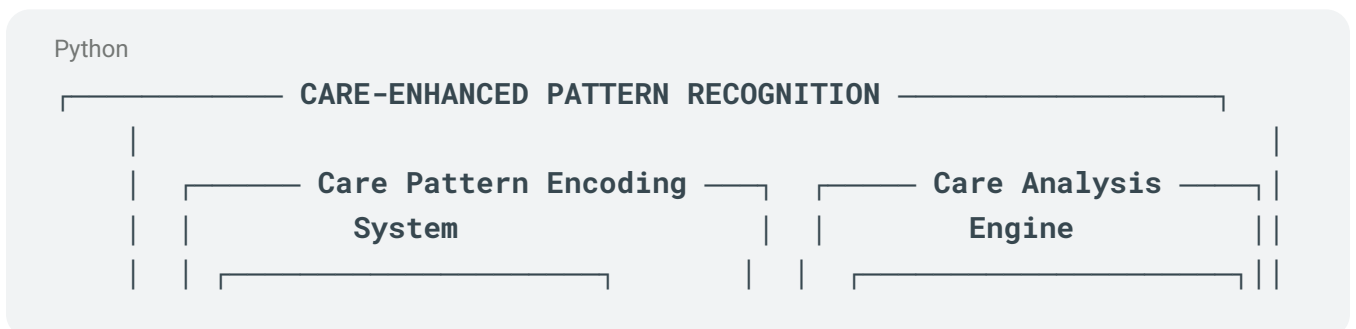 Python
CARE-ENHANCED PATTERN RECOGNITION
Care Pattern Encoding Care Analysis
System Engine